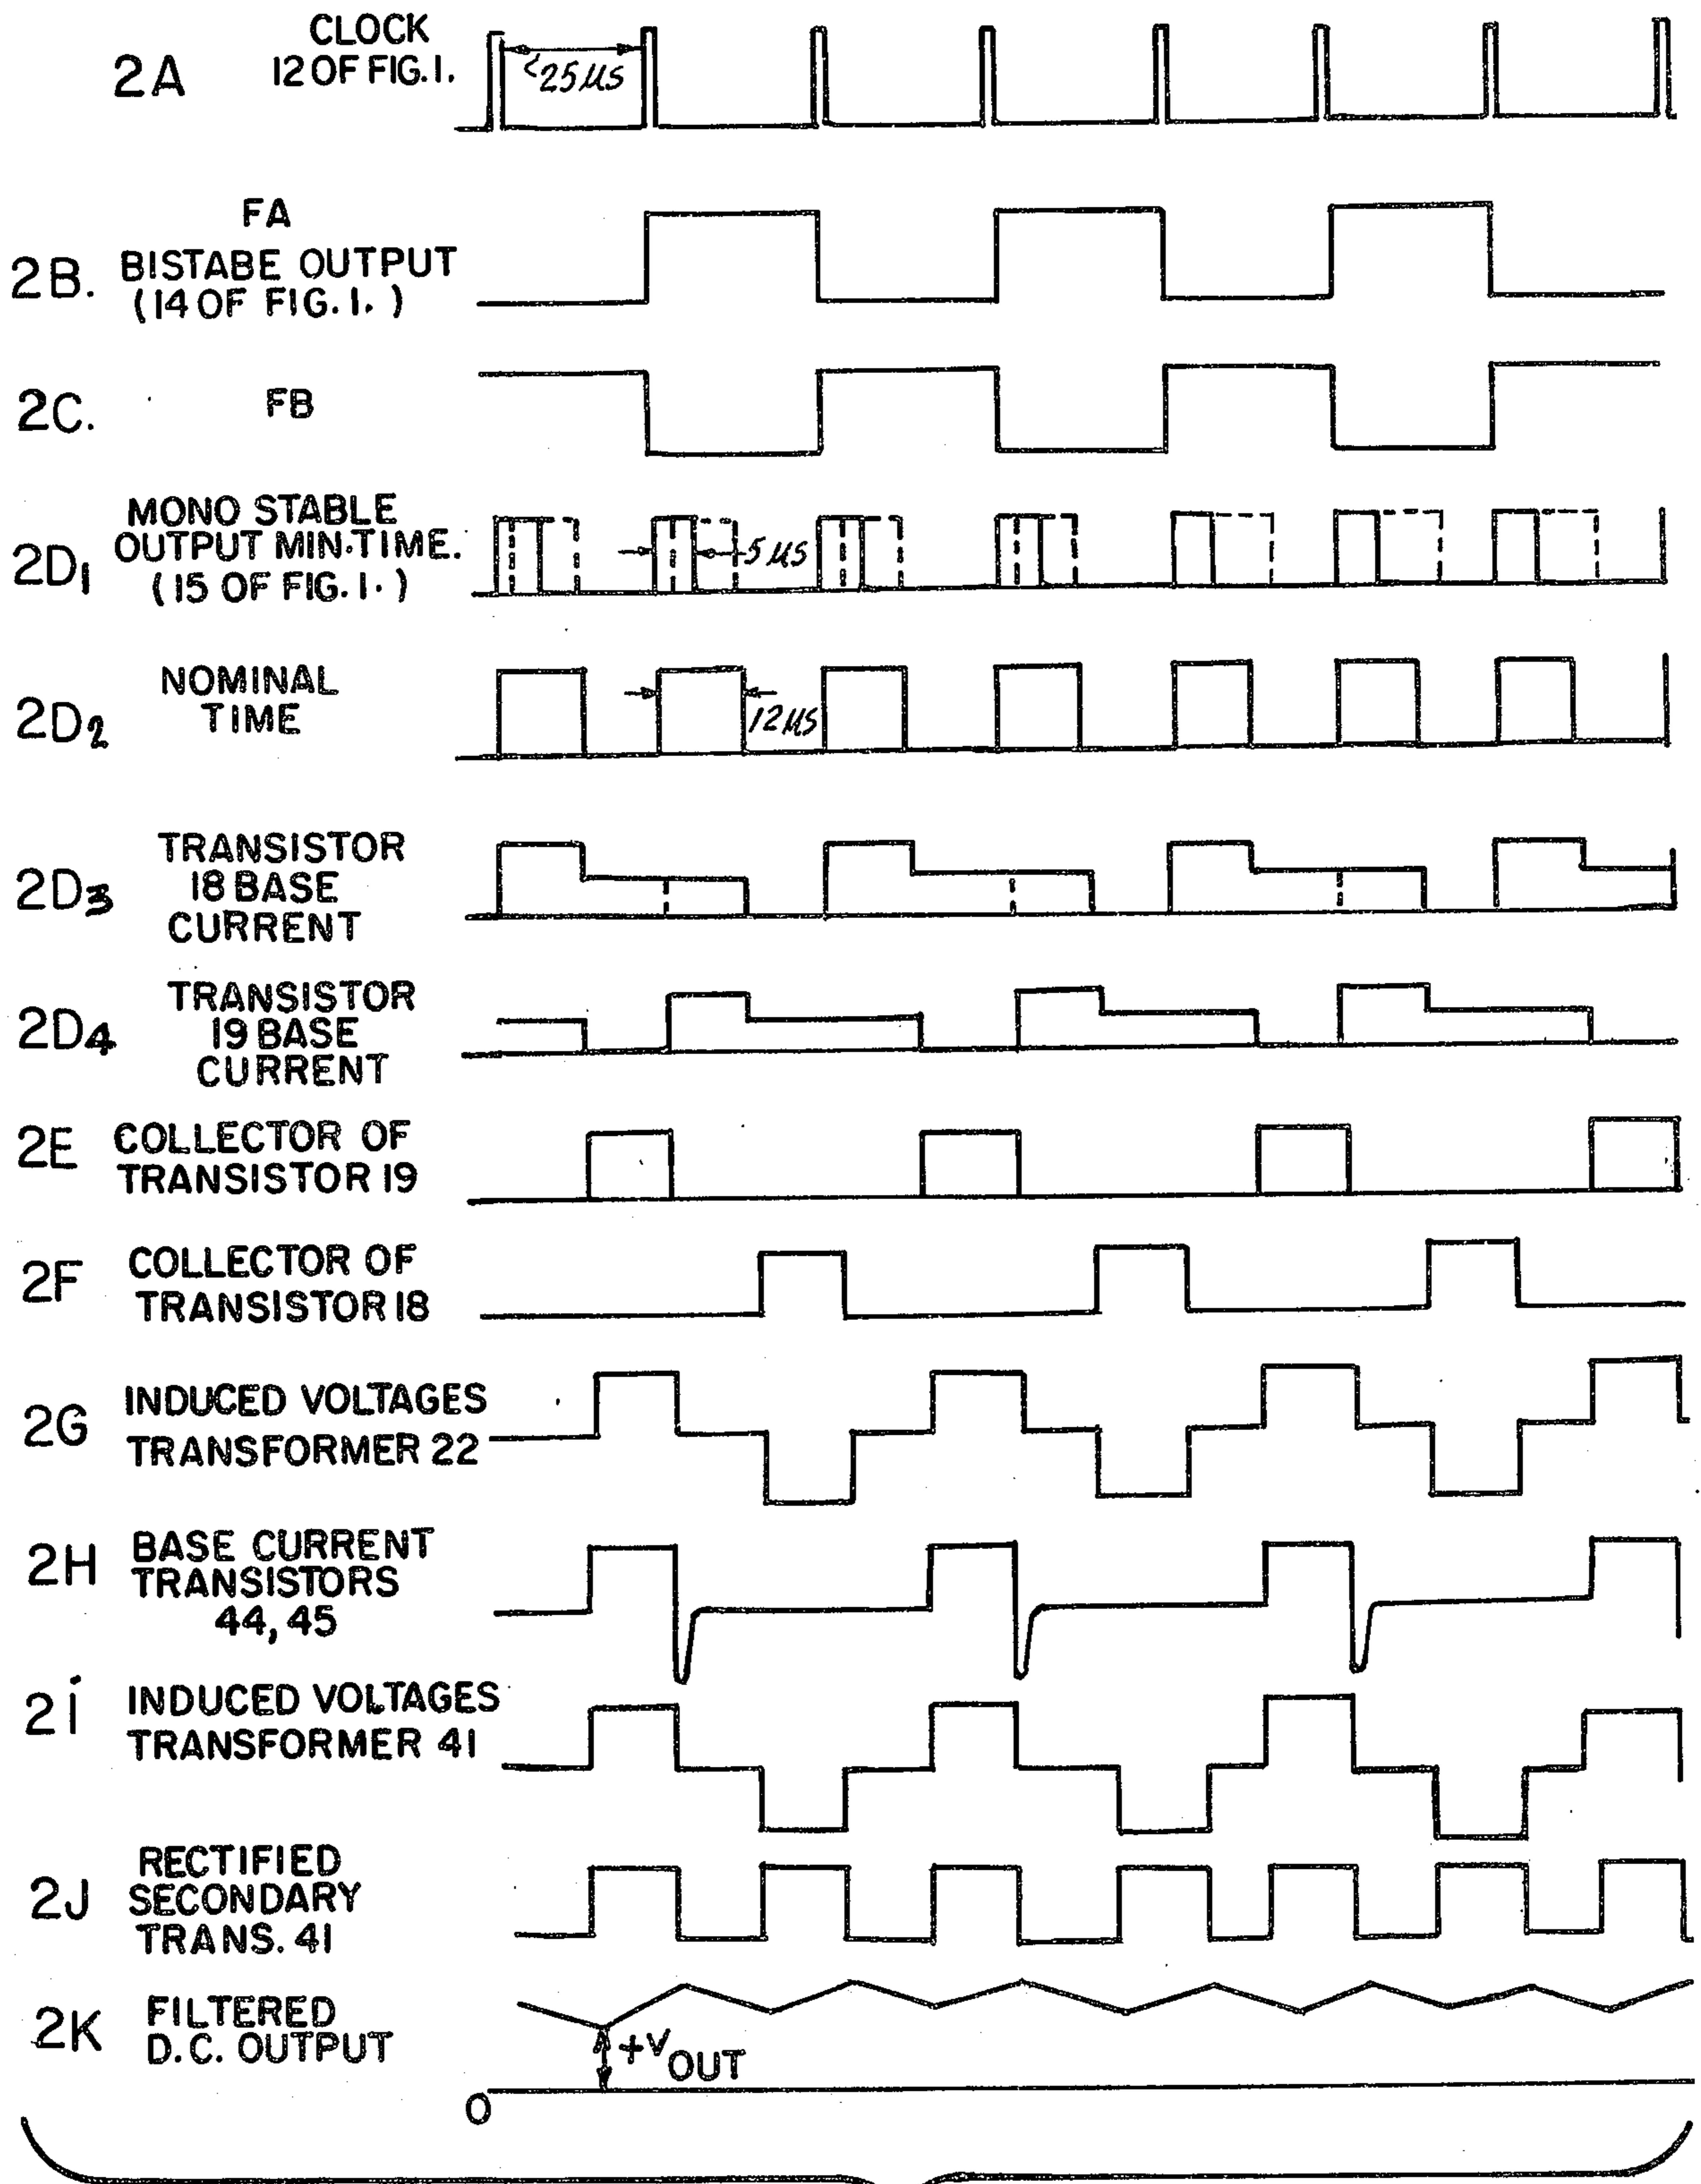 2A CLOCK
12 OF FIG. 1.
<25 µs
FA
2B. BISTABE OUTPUT
(14 OF FIG. 1. )
2C. FB
2D1 MONO STABLE
OUTPUT MIN. TIME.
(15 OF FIG. 1. )
5 µs
2D2 NOMINAL
TIME
12 µs
2D3 TRANSISTOR
18 BASE
CURRENT
2D4 TRANSISTOR
19 BASE
CURRENT
2E COLLECTOR OF
TRANSISTOR 19
2F COLLECTOR OF
TRANSISTOR 18
2G INDUCED VOLTAGES
TRANSFORMER 22
2H BASE CURRENT
TRANSISTORS
44, 45
2i INDUCED VOLTAGES
TRANSFORMER 41
2J RECTIFIED
SECONDARY
TRANS. 41
2K FILTERED
D.C. OUTPUT
+V OUT
0